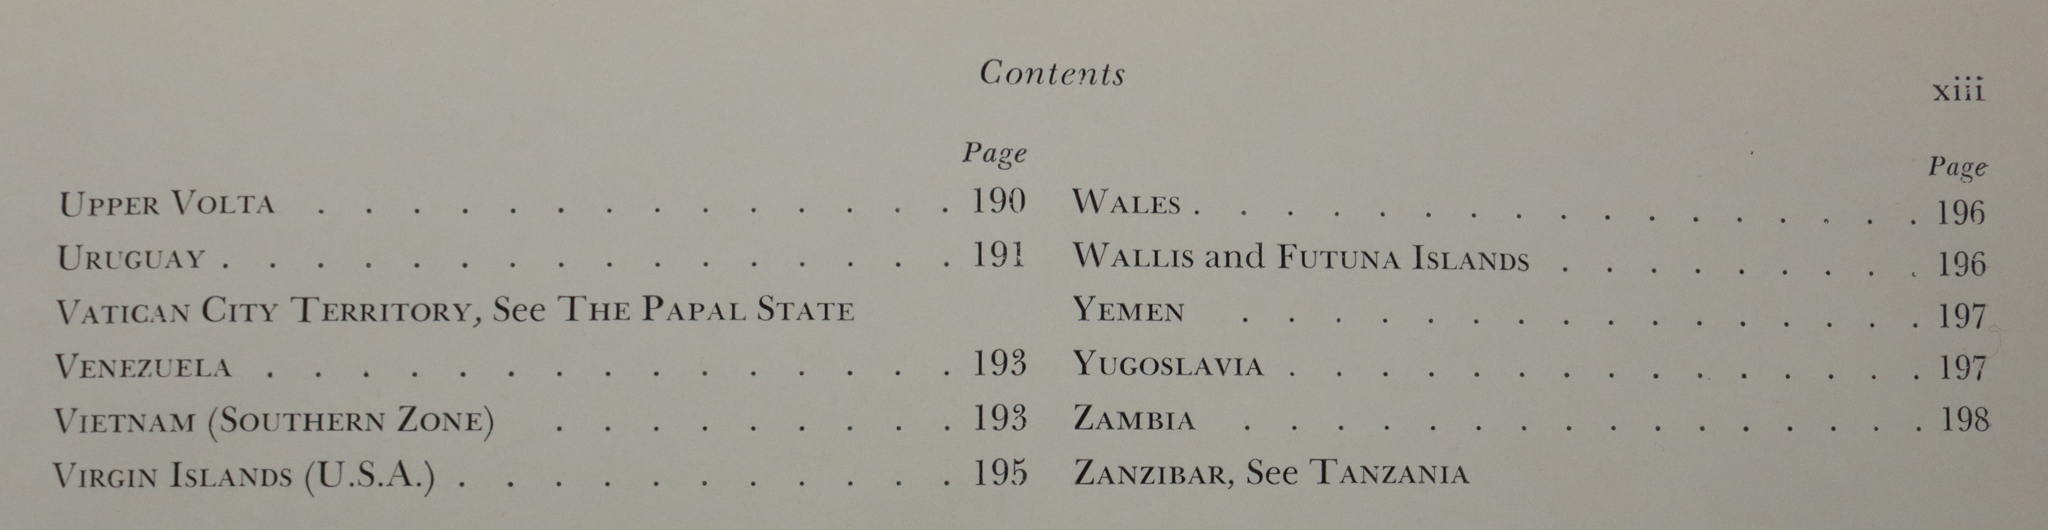 Contents
xiii
Page
UPPER VOLTA . . . . . . . . . . . . . . 190
URUGUAY . . . . . . . . . . . . . . . . 191
VATICAN CITY TERRITORY, See THE PAPAL STATE
VENEZUELA . . . . . . . . . . . . . . . 193
VIETNAM (SOUTHERN ZONE) . . . . . . . . . 193
VIRGIN ISLANDS (U.S.A.) . . . . . . . . . . . 195
Page
WALES . . . . . . . . . . . . . . . . 196
WALLIS and FUTUNA ISLANDS . . . . . . . . . 196
YEMEN . . . . . . . . . . . . . . . 197
YUGOSLAVIA . . . . . . . . . . . . . . 197
ZAMBIA . . . . . . . . . . . . . . . 198
ZANZIBAR, See TANZANIA